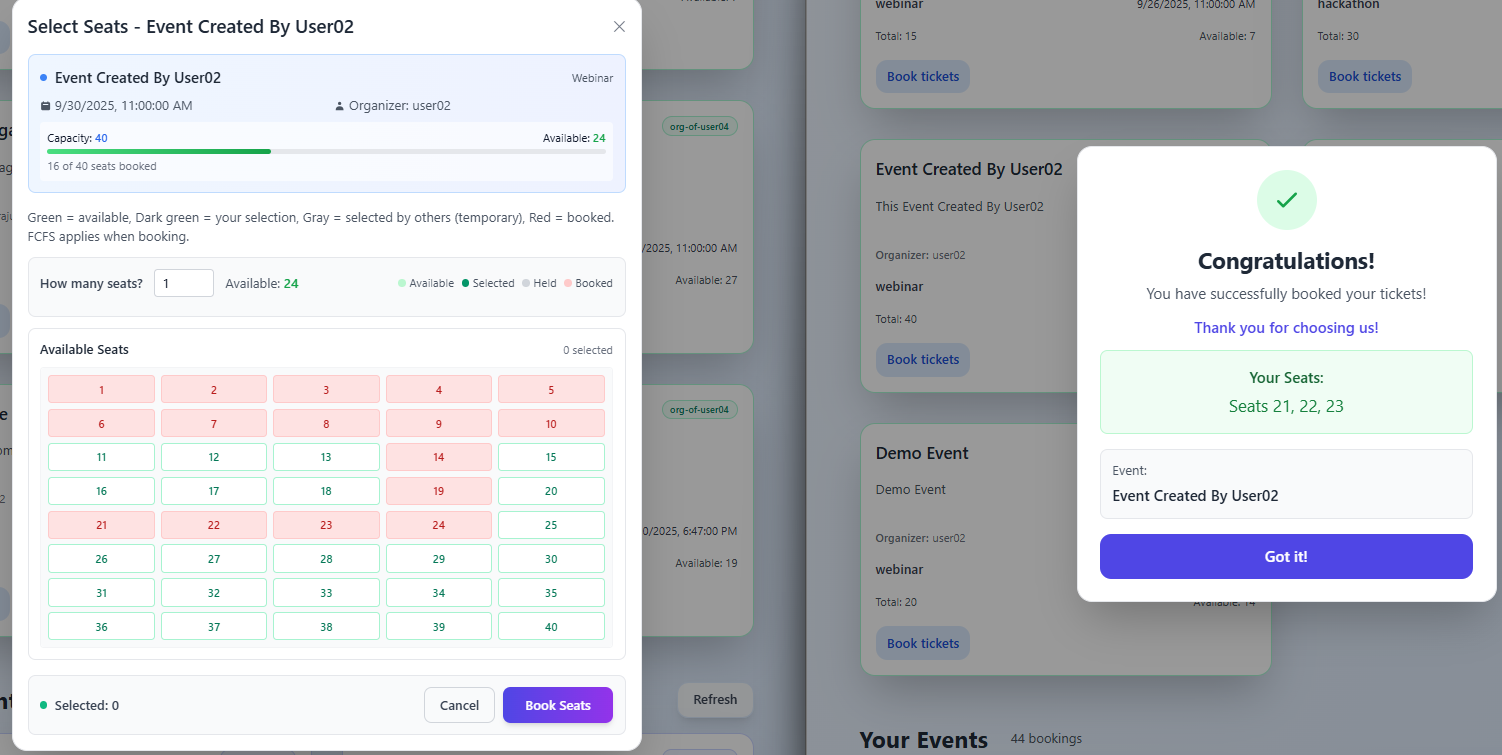 Select Seats - Event Created By User02
Event Created By User02
Webinar
9/30/2025, 11:00:00 AM
Organizer: user02
Capacity: 40
Available: 24
16 of 40 seats booked
Green = available, Dark green = your selection, Gray = selected by others (temporary), Red = booked.
FCFS applies when booking.
How many seats?
1
Available: 24
Available
Selected
Held
Booked
Available Seats
0 selected
1 2 3 4 5
6 7 8 9 10
11 12 13 14 15
16 17 18 19 20
21 22 23 24 25
26 27 28 29 30
31 32 33 34 35
36 37 38 39 40
Selected: 0
Cancel
Book Seats
org-of-user04
/2025, 11:00:00 AM
Available: 27
org-of-user04
0/2025, 6:47:00 PM
Available: 19
Refresh
webinar
9/26/2025, 11:00:00 AM
Total: 15
Available: 7
Book tickets
hackathon
Total: 30
Book tickets
Event Created By User02
This Event Created By User02
Organizer: user02
webinar
Total: 40
Book tickets
Demo Event
Demo Event
Organizer: user02
webinar
Total: 20
Available: 14
Book tickets
Your Events
44 bookings
Congratulations!
You have successfully booked your tickets!
Thank you for choosing us!
Your Seats:
Seats 21, 22, 23
Event:
Event Created By User02
Got it!